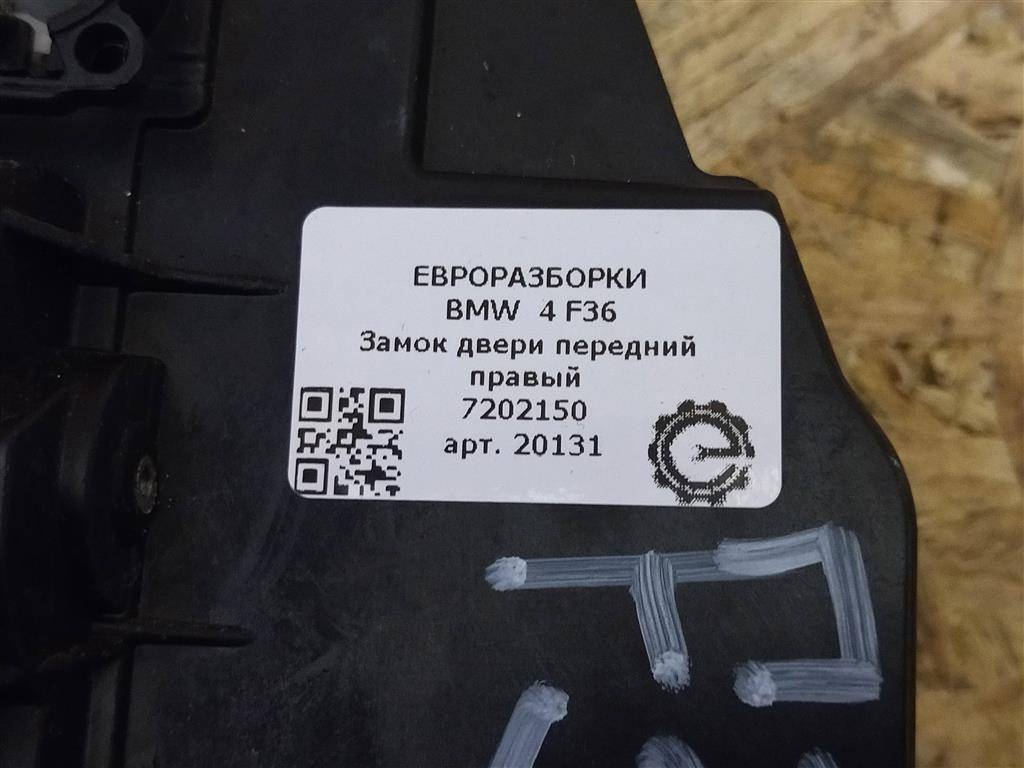 ЕВРОРАЗБОРКИ
BMW 4 F36
Замок двери передний
правый
7202150
арт. 20131